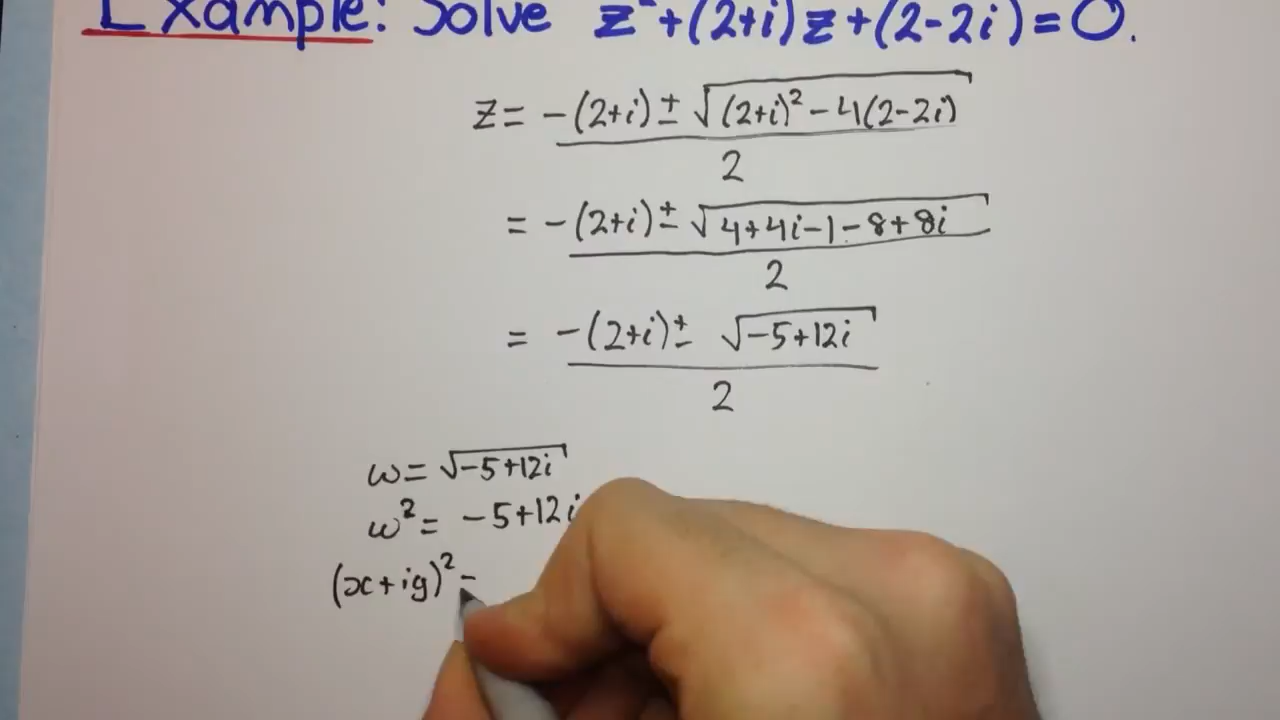 Example: Solve z²+(2+i)z+(2-2i)=0.
z= -(2+i)±√(2+i)²-4(2-2i)
2
= -(2+i)±√4+4i-1-8+8i
2
= -(2+i)± √-5+12i
2
w=√-5+12i
w²= -5+12i
(x+iy)²=